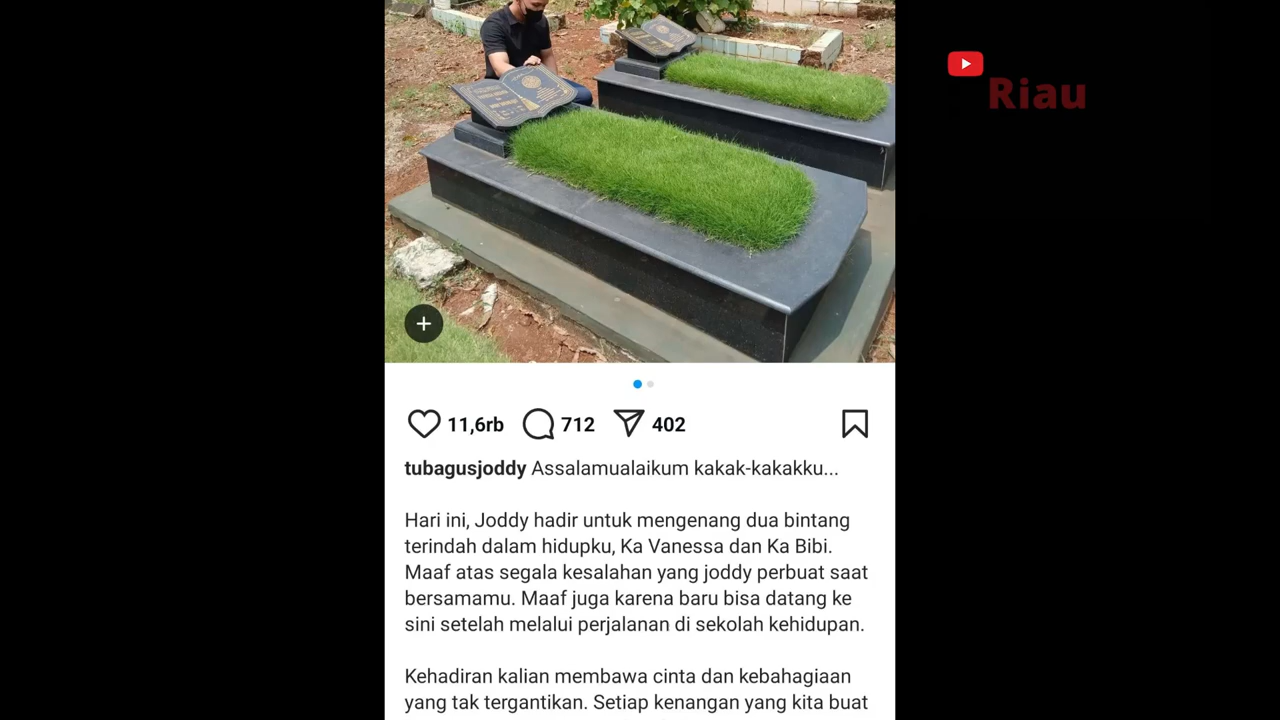 Riau
11,6rb 712 402
tubagusjoddy Assalamualaikum kakak-kakakku...
Hari ini, Joddy hadir untuk mengenang dua bintang
terindah dalam hidupku, Ka Vanessa dan Ka Bibi.
Maaf atas segala kesalahan yang joddy perbuat saat
bersamamu. Maaf juga karena baru bisa datang ke
sini setelah melalui perjalanan di sekolah kehidupan.
Kehadiran kalian membawa cinta dan kebahagiaan
yang tak tergantikan. Setiap kenangan yang kita buat